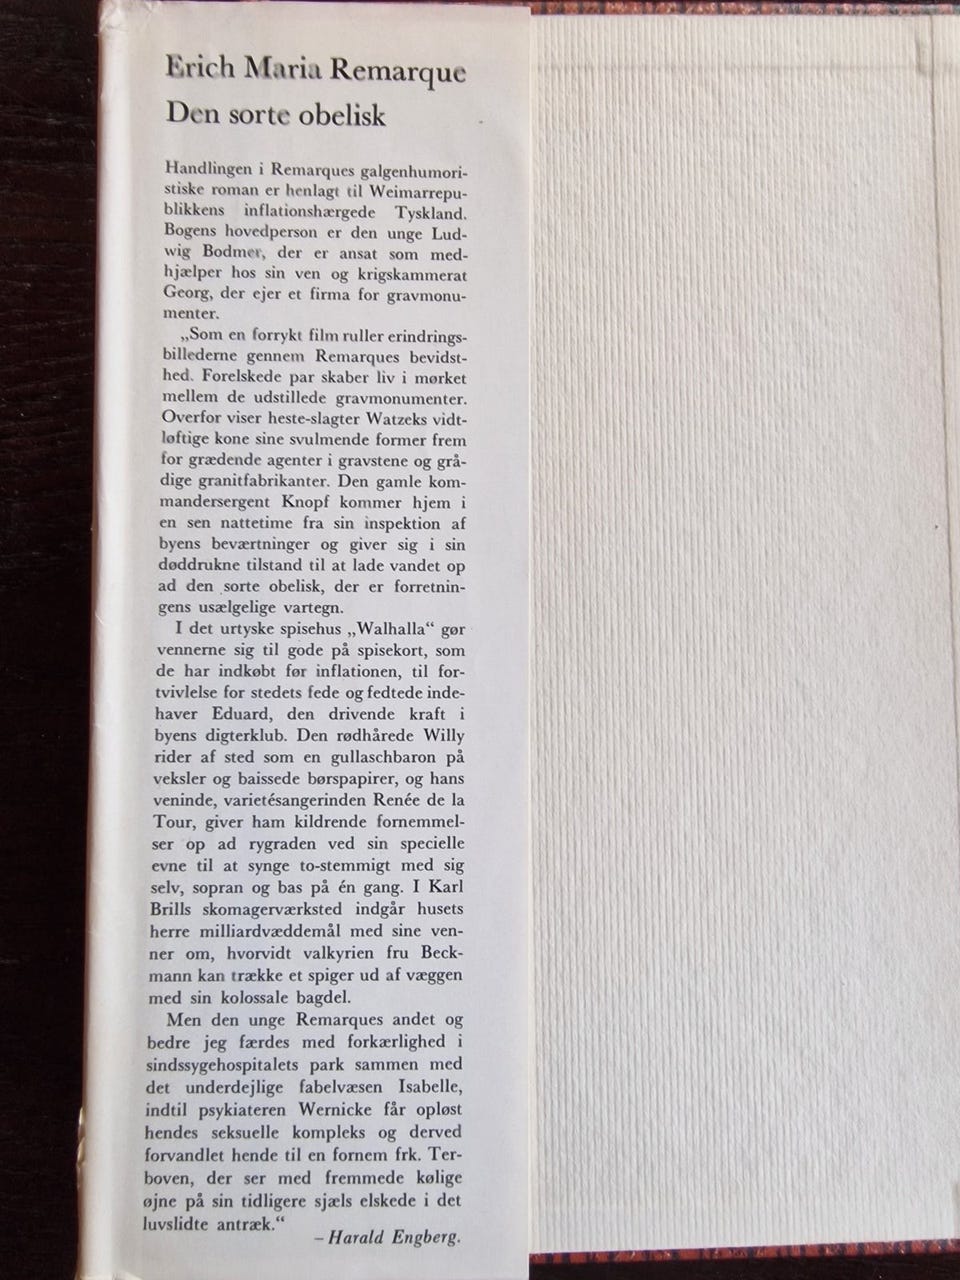 Erich Maria Remarque
Den sorte obelisk
Handlingen i Remarques galgenhumori-
stiske roman er henlagt til Weimarrepu-
blikkens inflationshærgede Tyskland.
Bogens hovedperson er den unge Lud-
wig Bodmer, der er ansat som med-
hjælper hos sin ven og krigskammerat
Georg, der ejer et firma for gravmonu-
menter.
„Som en forrykt film ruller erindrings-
billederne gennem Remarques bevidst-
hed. Forelskede par skaber liv i mørket
mellem de udstillede gravmonumenter.
Overfor viser heste-slagter Watzeks vidt-
løftige kone sine svulmende former frem
for grædende agenter i gravstene og grå-
dige granitfabrikanter. Den gamle kom-
mandersergent Knopf kommer hjem i
en sen nattetime fra sin inspektion af
byens beværtninger og giver sig i sin
døddrukne tilstand til at lade vandet op
ad den sorte obelisk, der er forretnin-
gens usælgelige vartegn.
I det urtyske spisehus „Walhalla“ gør
vennerne sig til gode på spisekort, som
de har indkøbt før inflationen, til for-
tvivlelse for stedets fede og fedtede inde-
haver Eduard, den drivende kraft i
byens digterklub. Den rødhårede Willy
rider af sted som en gullaschbaron på
veksler og baissede børspapirer, og hans
veninde, varietésangerinden Renée de la
Tour, giver ham kildrende fornemmel-
ser op ad rygraden ved sin specielle
evne til at synge to-stemmigt med sig
selv, sopran og bas på én gang. I Karl
Brills skomagerværksted indgår husets
herre milliardvæddemål med sine ven-
ner om, hvorvidt valkyrien fru Beck-
mann kan trække et spiger ud af væggen
med sin kolossale bagdel.
Men den unge Remarques andet og
bedre jeg færdes med forkærlighed i
sindssygehospitalets park sammen med
det underdejlige fabelvæsen Isabelle,
indtil psykiateren Wernicke får opløst
hendes seksuelle kompleks og derved
forvandlet hende til en fornem frk. Ter-
boven, der ser med fremmede kølige
øjne på sin tidligere sjæls elskede i det
luvslidte antræk.“
– Harald Engberg.